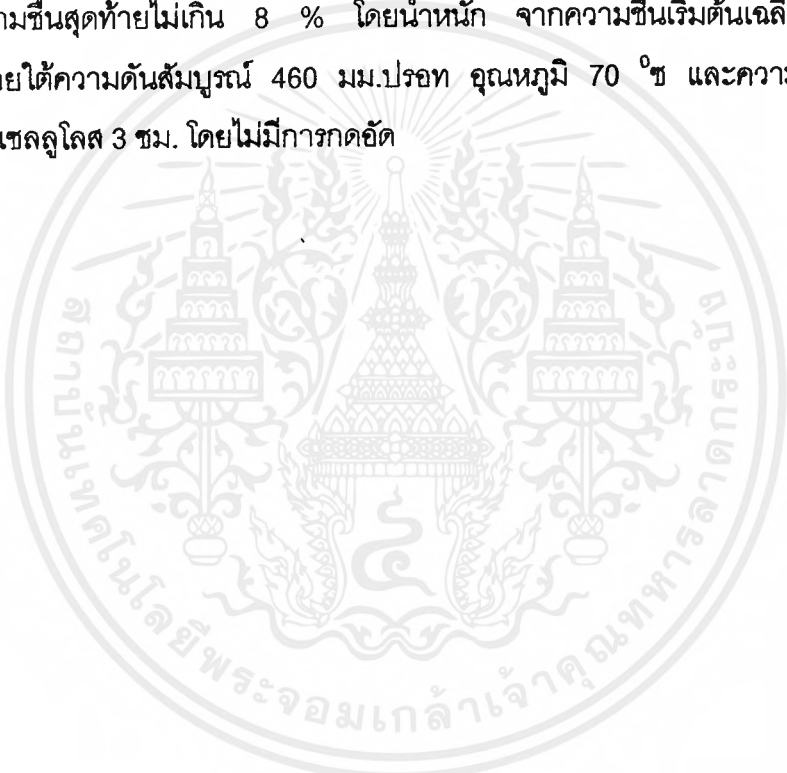 ามชื้นสุดท้ายไม่เกิน 8 % โดยน้ำหนัก จากความชื้นเริ่มต้นเฉลี
ายใต้ความดันสัมบูรณ์ 460 มม.ปรอท อุณหภูมิ 70 °ซ และความ
แซลลูโลส 3 ชม. โดยไม่มีการกดอัด
สถาบันเทคโนโลยีพระจอมเกล้าเจ้าคุณทหารลาดกระบัง